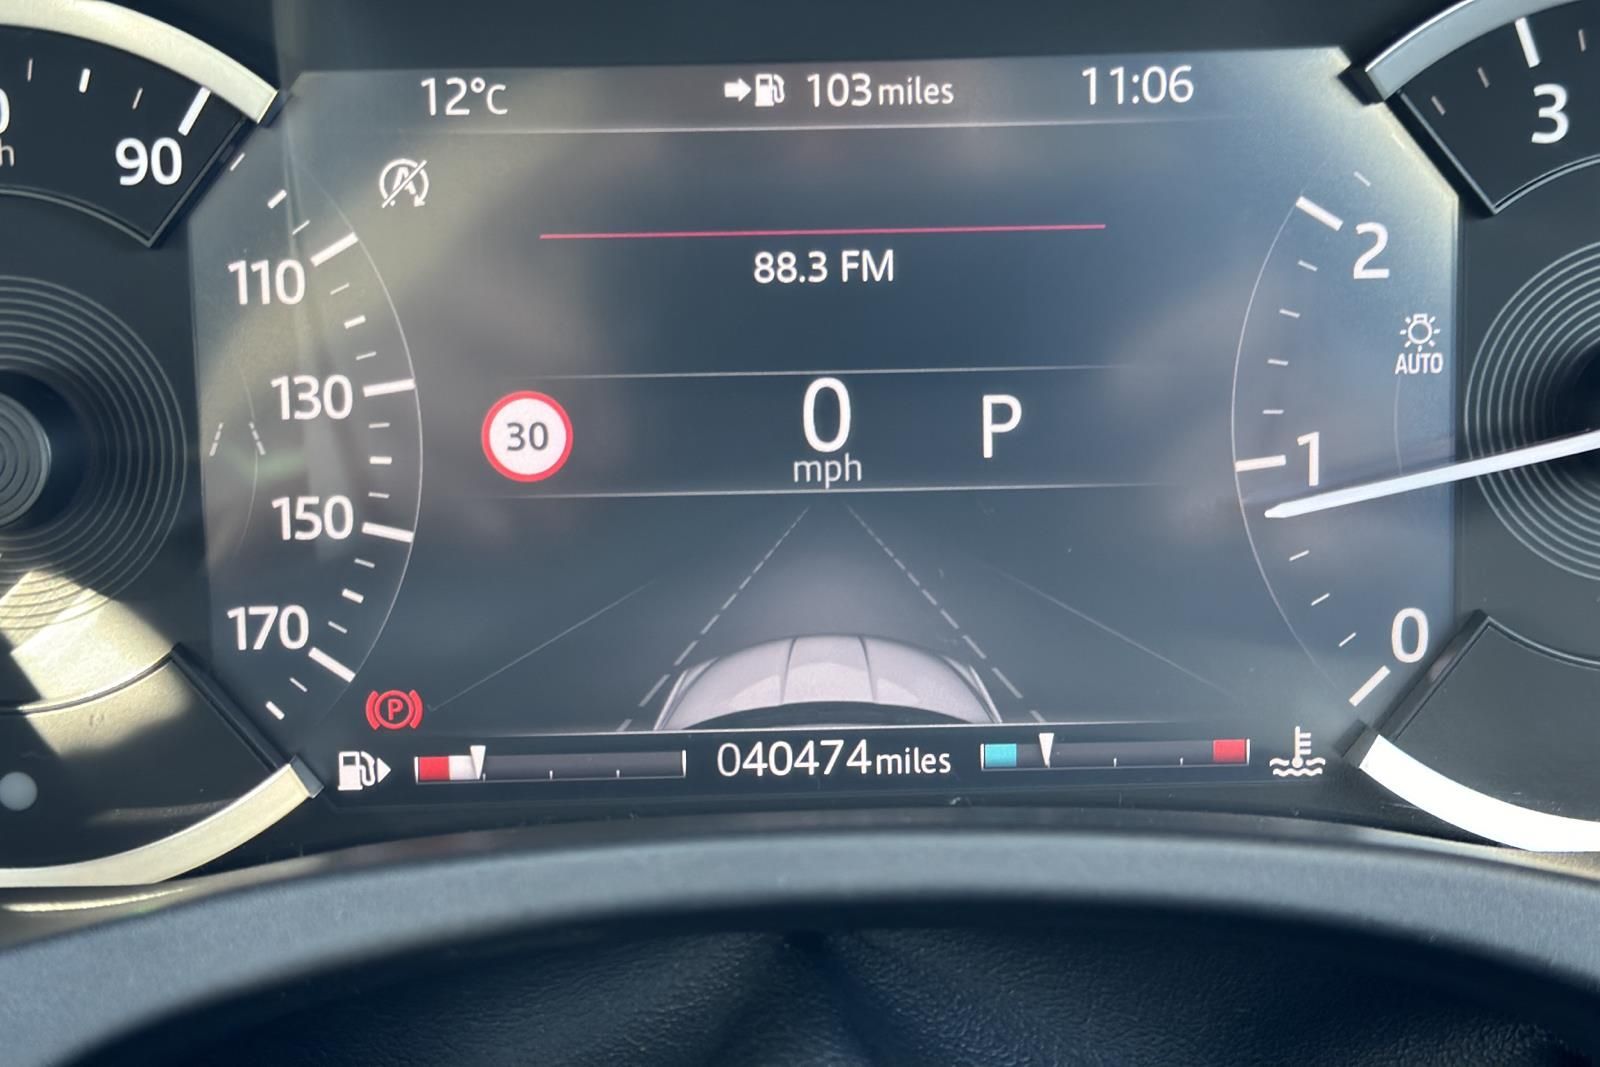 12°C
103 miles
11:06
90
3
A
88.3 FM
110
130
150
170
2
1
0
AUTO
30
0
mph
P
P
040474 miles